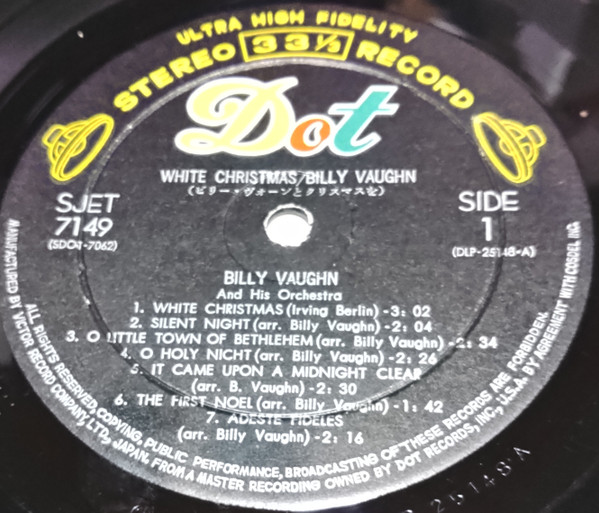 ULTRA HIGH FIDELITY
STEREO 33 1/3 RECORD
Dot
WHITE CHRISTMAS/BILLY VAUGHN
(ビリー・ヴォーンとクリスマスを)
SJET
7149
(SDO-1-7062)
SIDE
1
(DLP-25148-A)
BILLY VAUGHN
And His Orchestra
1. WHITE CHRISTMAS (Irving Berlin) -3: 02
2. SILENT NIGHT (arr. Billy Vaughn) -2: 04
3. O LITTLE TOWN OF BETHLEHEM (arr. Billy Vaughn) -2: 34
4. O HOLY NICHT (arr. Billy Vaughn) -2: 26
5. IT CAME UPON A MIDNIGHT CLEAR
(arr. B. Vaughn) -2: 30
6. THE FIRST NOEL (arr. Billy Vaughn) -1: 42
7. ADESTE FIDELES
(arr. Billy Vaughn) -2: 16
ALL RIGHTS RESERVED, COPYING, PUBLIC PERFORMANCE, BROADCASTING OF THESE RECORDS ARE FORBIDDEN.
MANUFACTURED BY VICTOR RECORD COMPANY, LTD., JAPAN, FROM A MASTER RECORDING OWNED BY DOT RECORDS, INC., U.S.A. BY AGREEMENT WITH COSDEL INC.
25148A